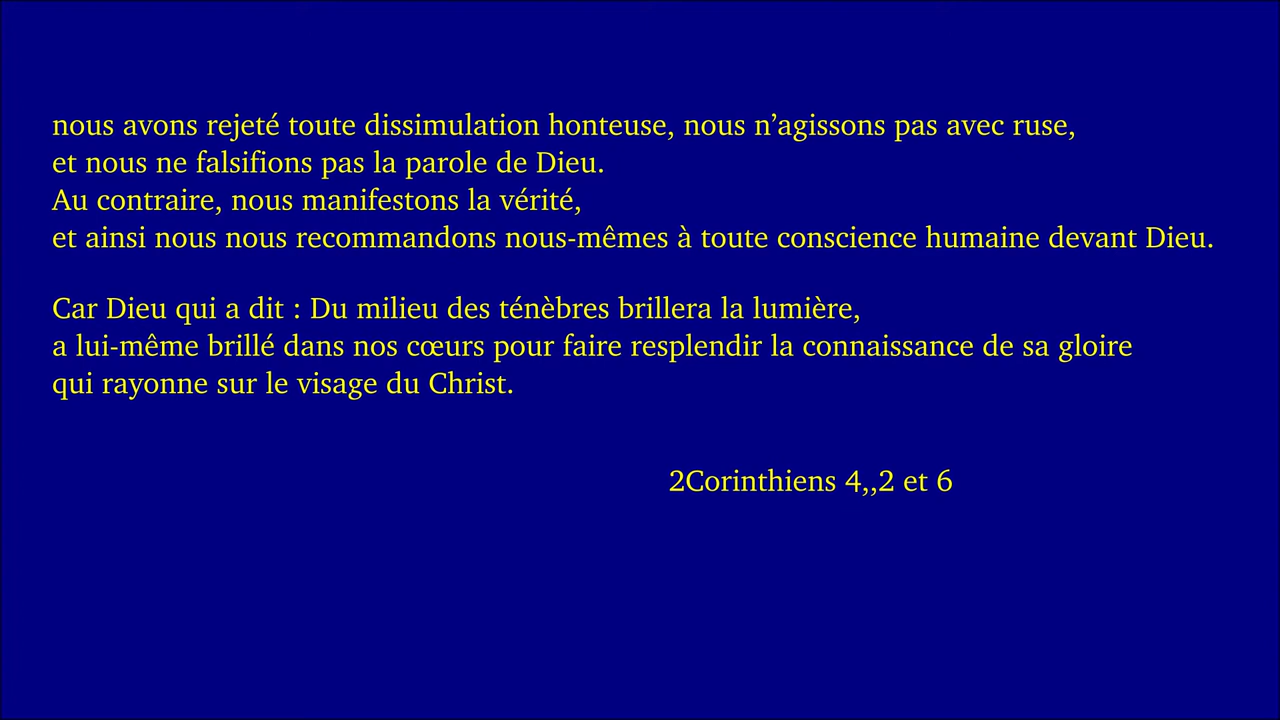 nous avons rejeté toute dissimulation honteuse, nous n’agissons pas avec ruse,
et nous ne falsifions pas la parole de Dieu.
Au contraire, nous manifestons la vérité,
et ainsi nous nous recommandons nous-mêmes à toute conscience humaine devant Dieu.
Car Dieu qui a dit : Du milieu des ténèbres brillera la lumière,
a lui-même brillé dans nos cœurs pour faire resplendir la connaissance de sa gloire
qui rayonne sur le visage du Christ.
2Corinthiens 4,,2 et 6